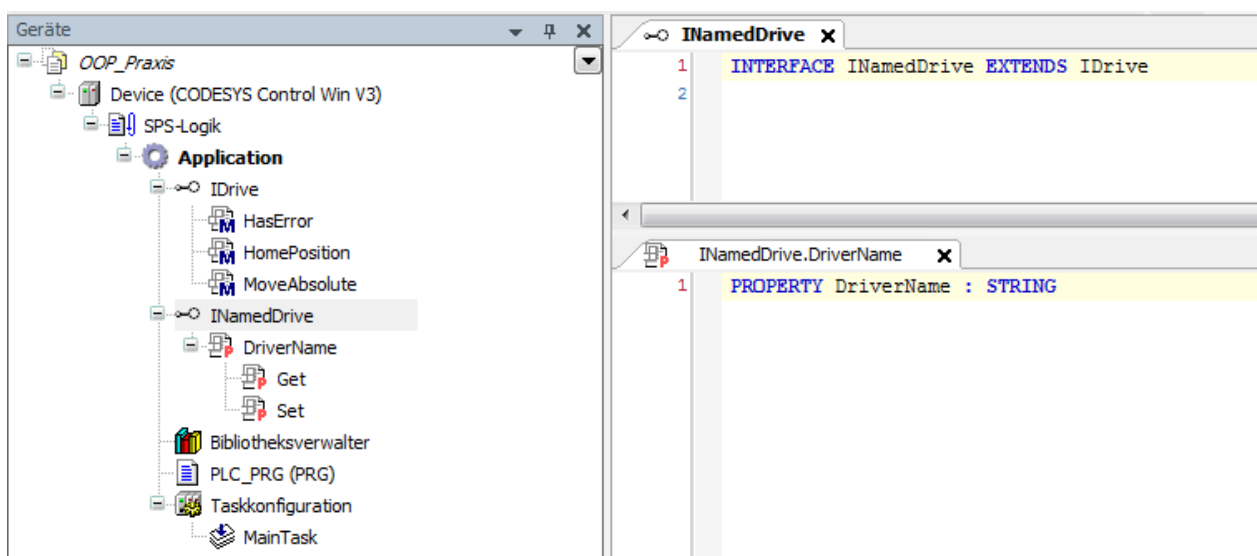 Geräte
OOP_Praxis
Device (CODESYS Control Win V3)
SPS-Logik
Application
IDrive
HasError
HomePosition
MoveAbsolute
INamedDrive
DriverName
Get
Set
Bibliotheksverwalter
PLC_PRG (PRG)
Taskkonfiguration
MainTask
INamedDrive
1 INTERFACE INamedDrive EXTENDS IDrive
2
INamedDrive.DriverName
1 PROPERTY DriverName : STRING